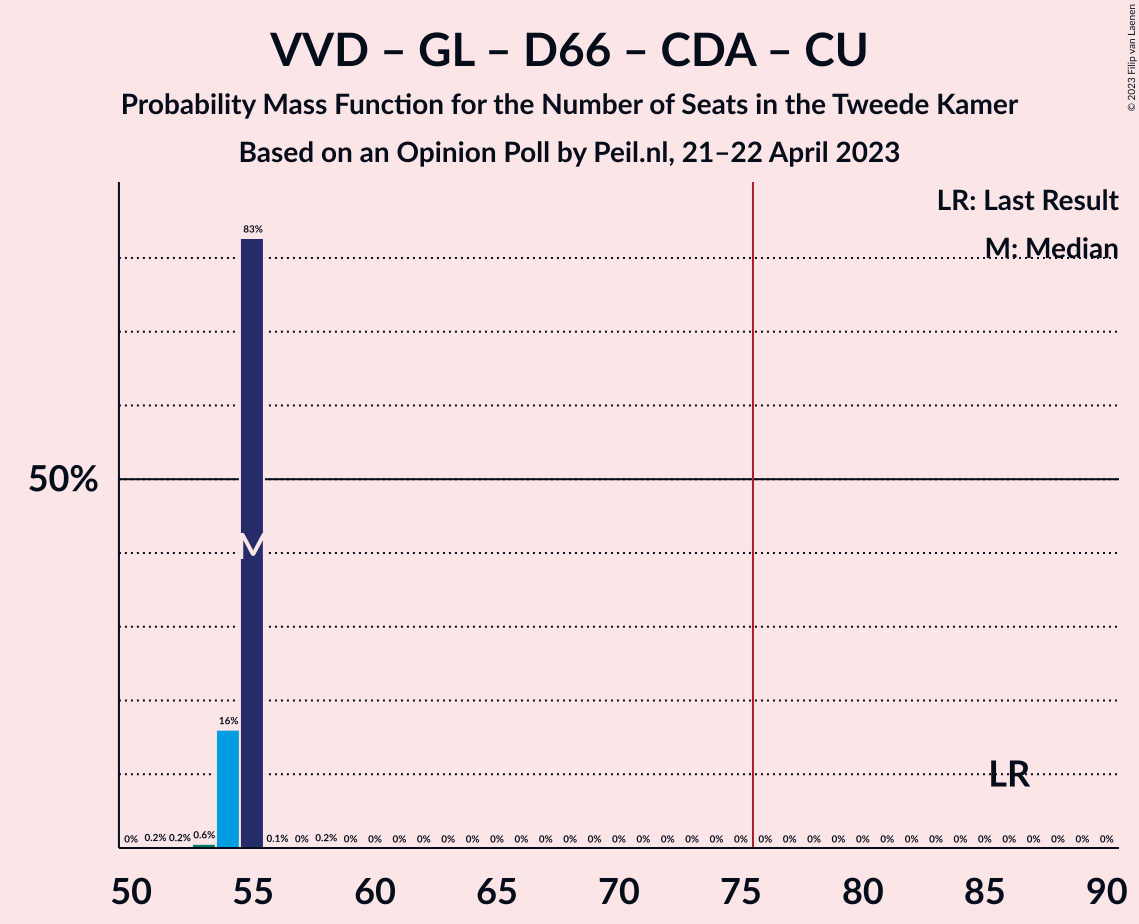 VVD – GL – D66 – CDA – CU
Probability Mass Function for the Number of Seats in the Tweede Kamer
Based on an Opinion Poll by Peil.nl, 21–22 April 2023
© 2023 Filip van Laenen
LR: Last Result
M: Median
83%
50%
M
16%
LR
0% 0.2% 0.2% 0.6% 0.1% 0% 0.2% 0% 0% 0% 0% 0% 0% 0% 0% 0% 0% 0% 0% 0% 0% 0% 0% 0% 0% 0% 0% 0% 0% 0% 0% 0% 0% 0% 0% 0% 0% 0% 0%
50 55 60 65 70 75 80 85 90